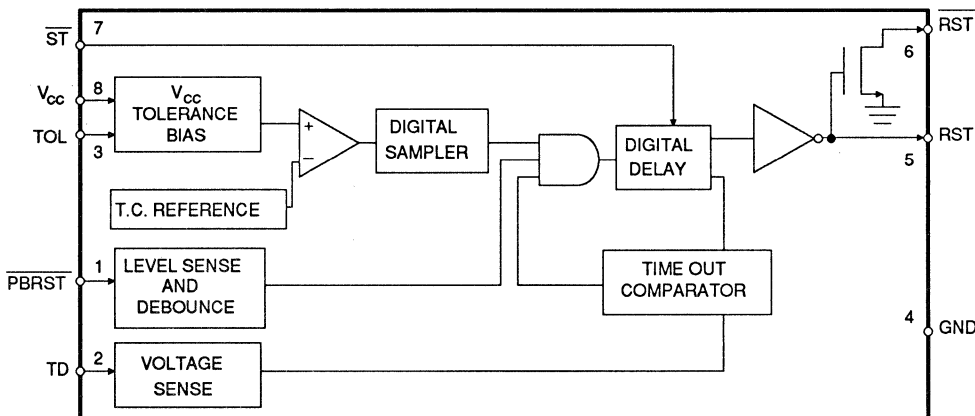 ST
7
RST
6
VCC
8
VCC
TOLERANCE
BIAS
TOL
3
+
−
DIGITAL
SAMPLER
DIGITAL
DELAY
RST
5
T.C. REFERENCE
PBRST
1
LEVEL SENSE
AND
DEBOUNCE
TIME OUT
COMPARATOR
4
GND
TD
2
VOLTAGE
SENSE